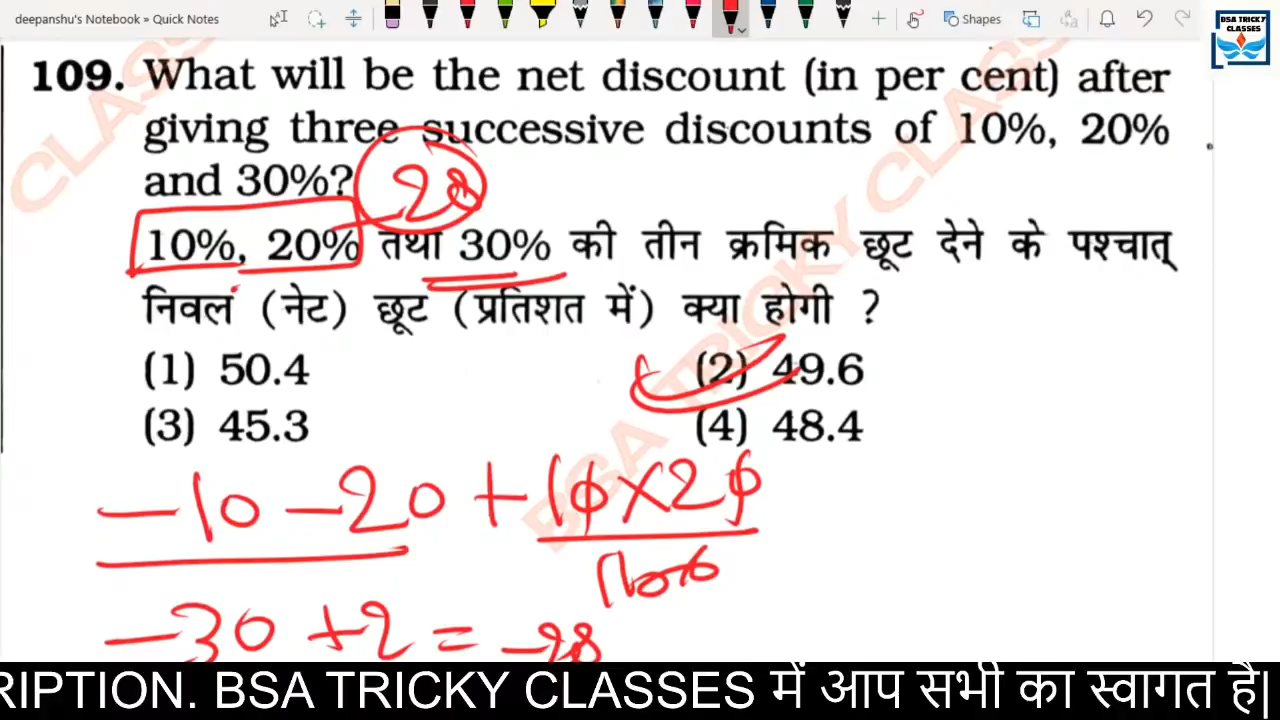 deepanshu's Notebook » Quick Notes
Shapes
BSA TRICKY
CLASSES
109. What will be the net discount (in per cent) after
giving three successive discounts of 10%, 20%
and 30%?
-28
10%, 20% तथा 30% की तीन क्रमिक छूट देने के पश्चात्
निवल (नेट) छूट (प्रतिशत में) क्या होगी ?
(1) 50.4 (2) 49.6
(3) 45.3 (4) 48.4
-10 -20 + 10×20
100
-30 +2 = -28
BSA TRICKY CLASSES
RIPTION. BSA TRICKY CLASSES में आप सभी का स्वागत है|